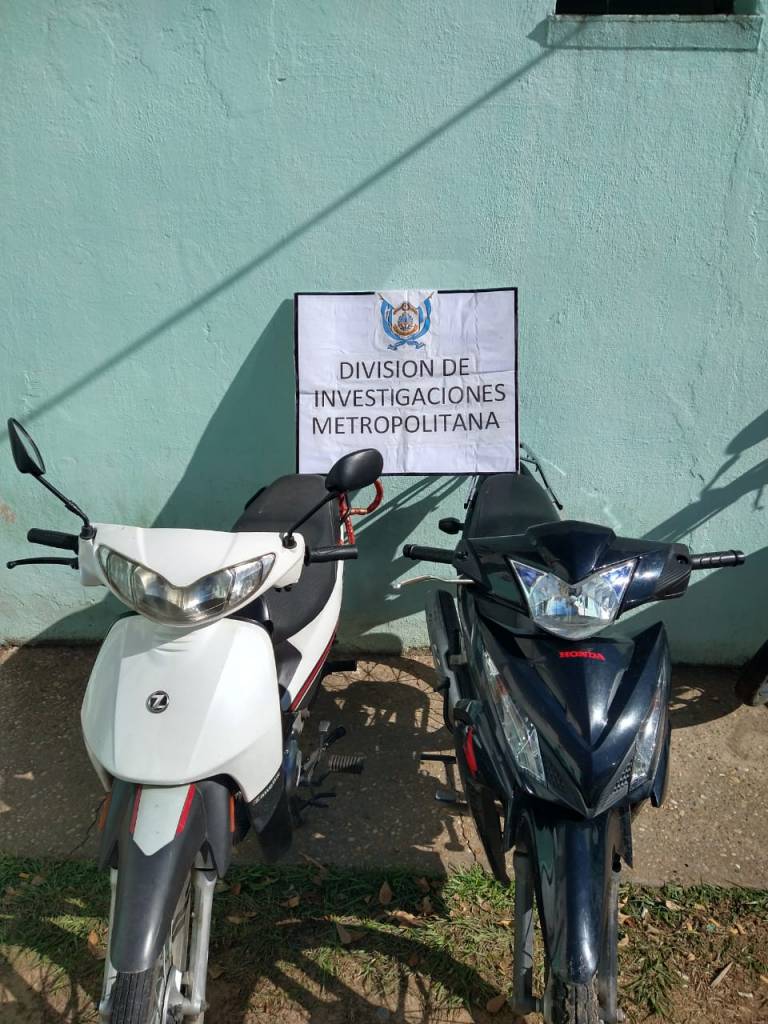 DIVISION DE
INVESTIGACIONES
METROPOLITANA
HONDA
Z